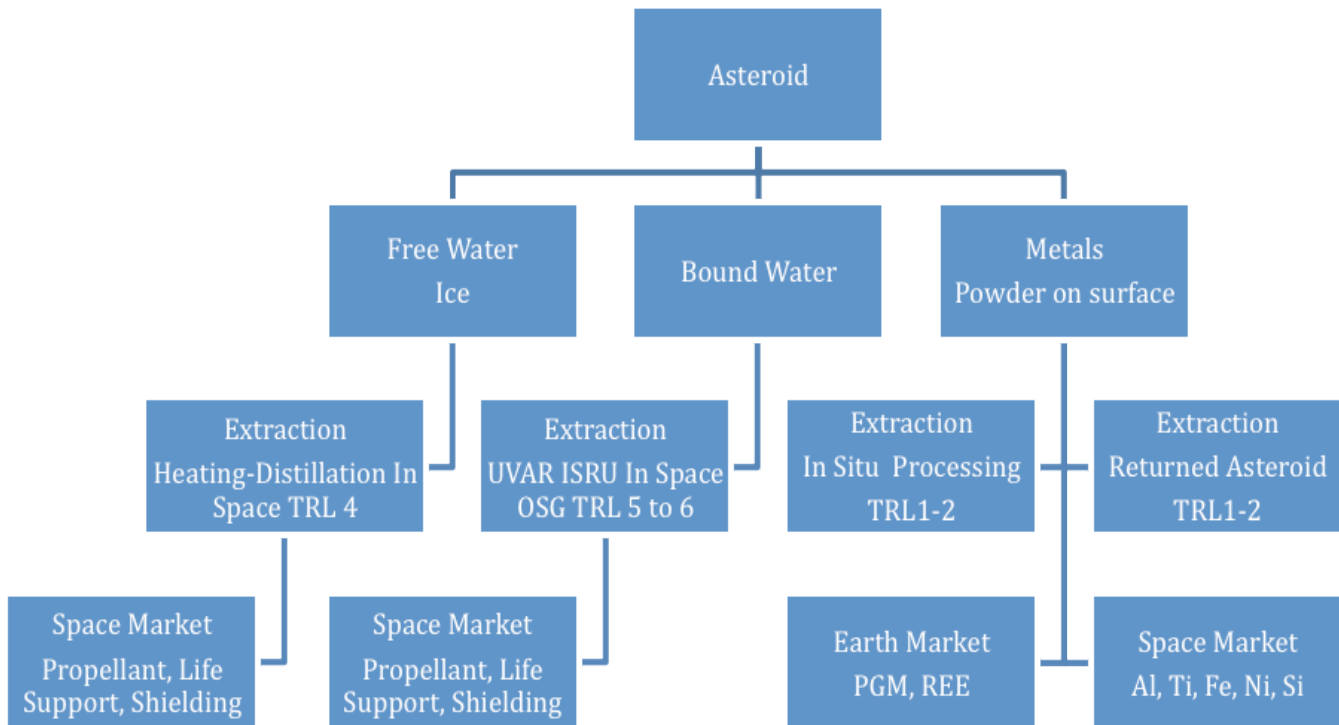 Asteroid
Free Water
Ice
Bound Water
Metals
Powder on surface
Extraction
Heating-Distillation In
Space TRL 4
Extraction
UVAR ISRU In Space
OSG TRL 5 to 6
Extraction
In Situ Processing
TRL1-2
Extraction
Returned Asteroid
TRL1-2
Space Market
Propellant, Life
Support, Shielding
Space Market
Propellant, Life
Support, Shielding
Earth Market
PGM, REE
Space Market
Al, Ti, Fe, Ni, Si